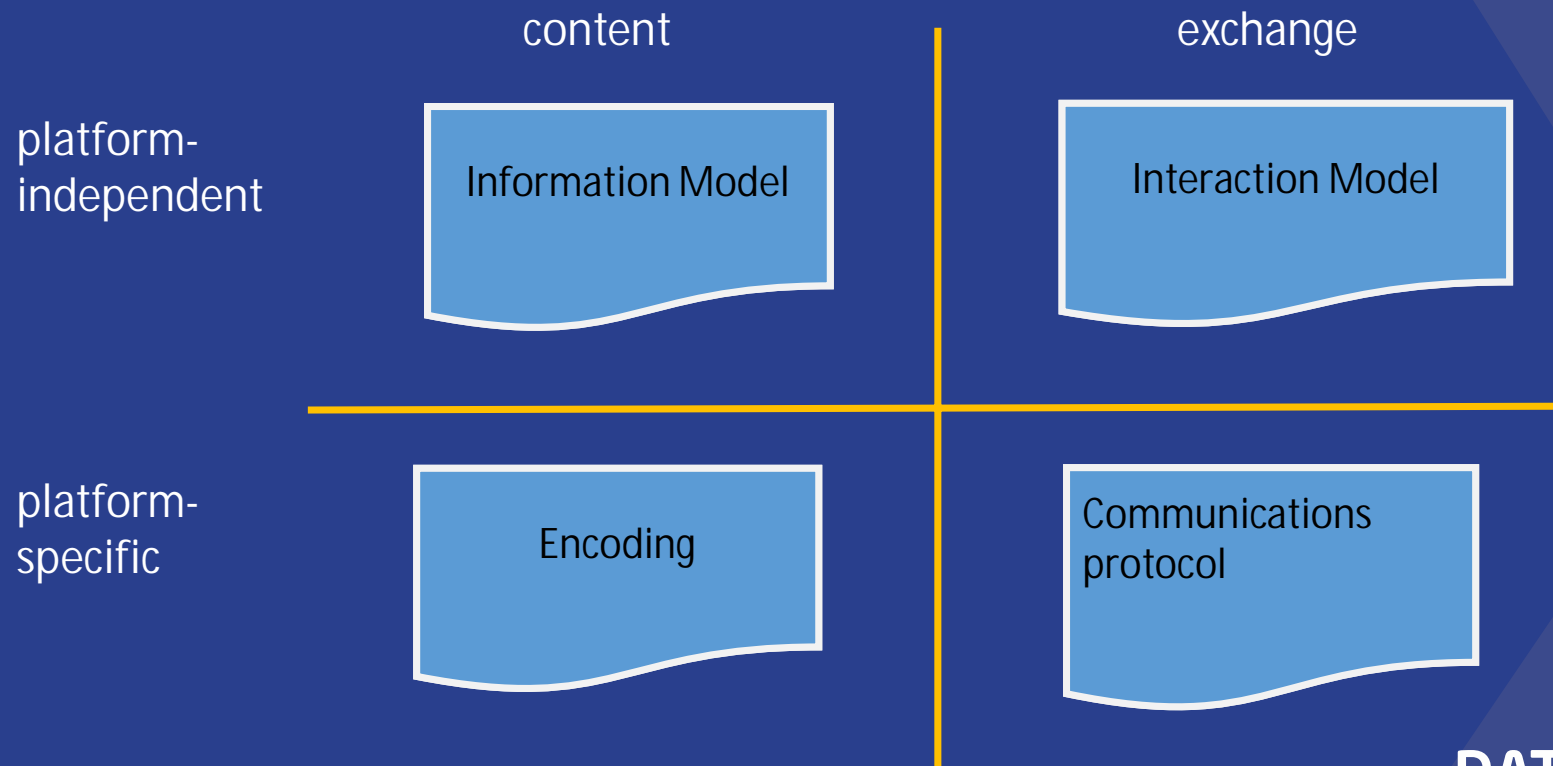 content
exchange
platform-
independent
Information Model
Interaction Model
platform-
specific
Encoding
Communications
protocol